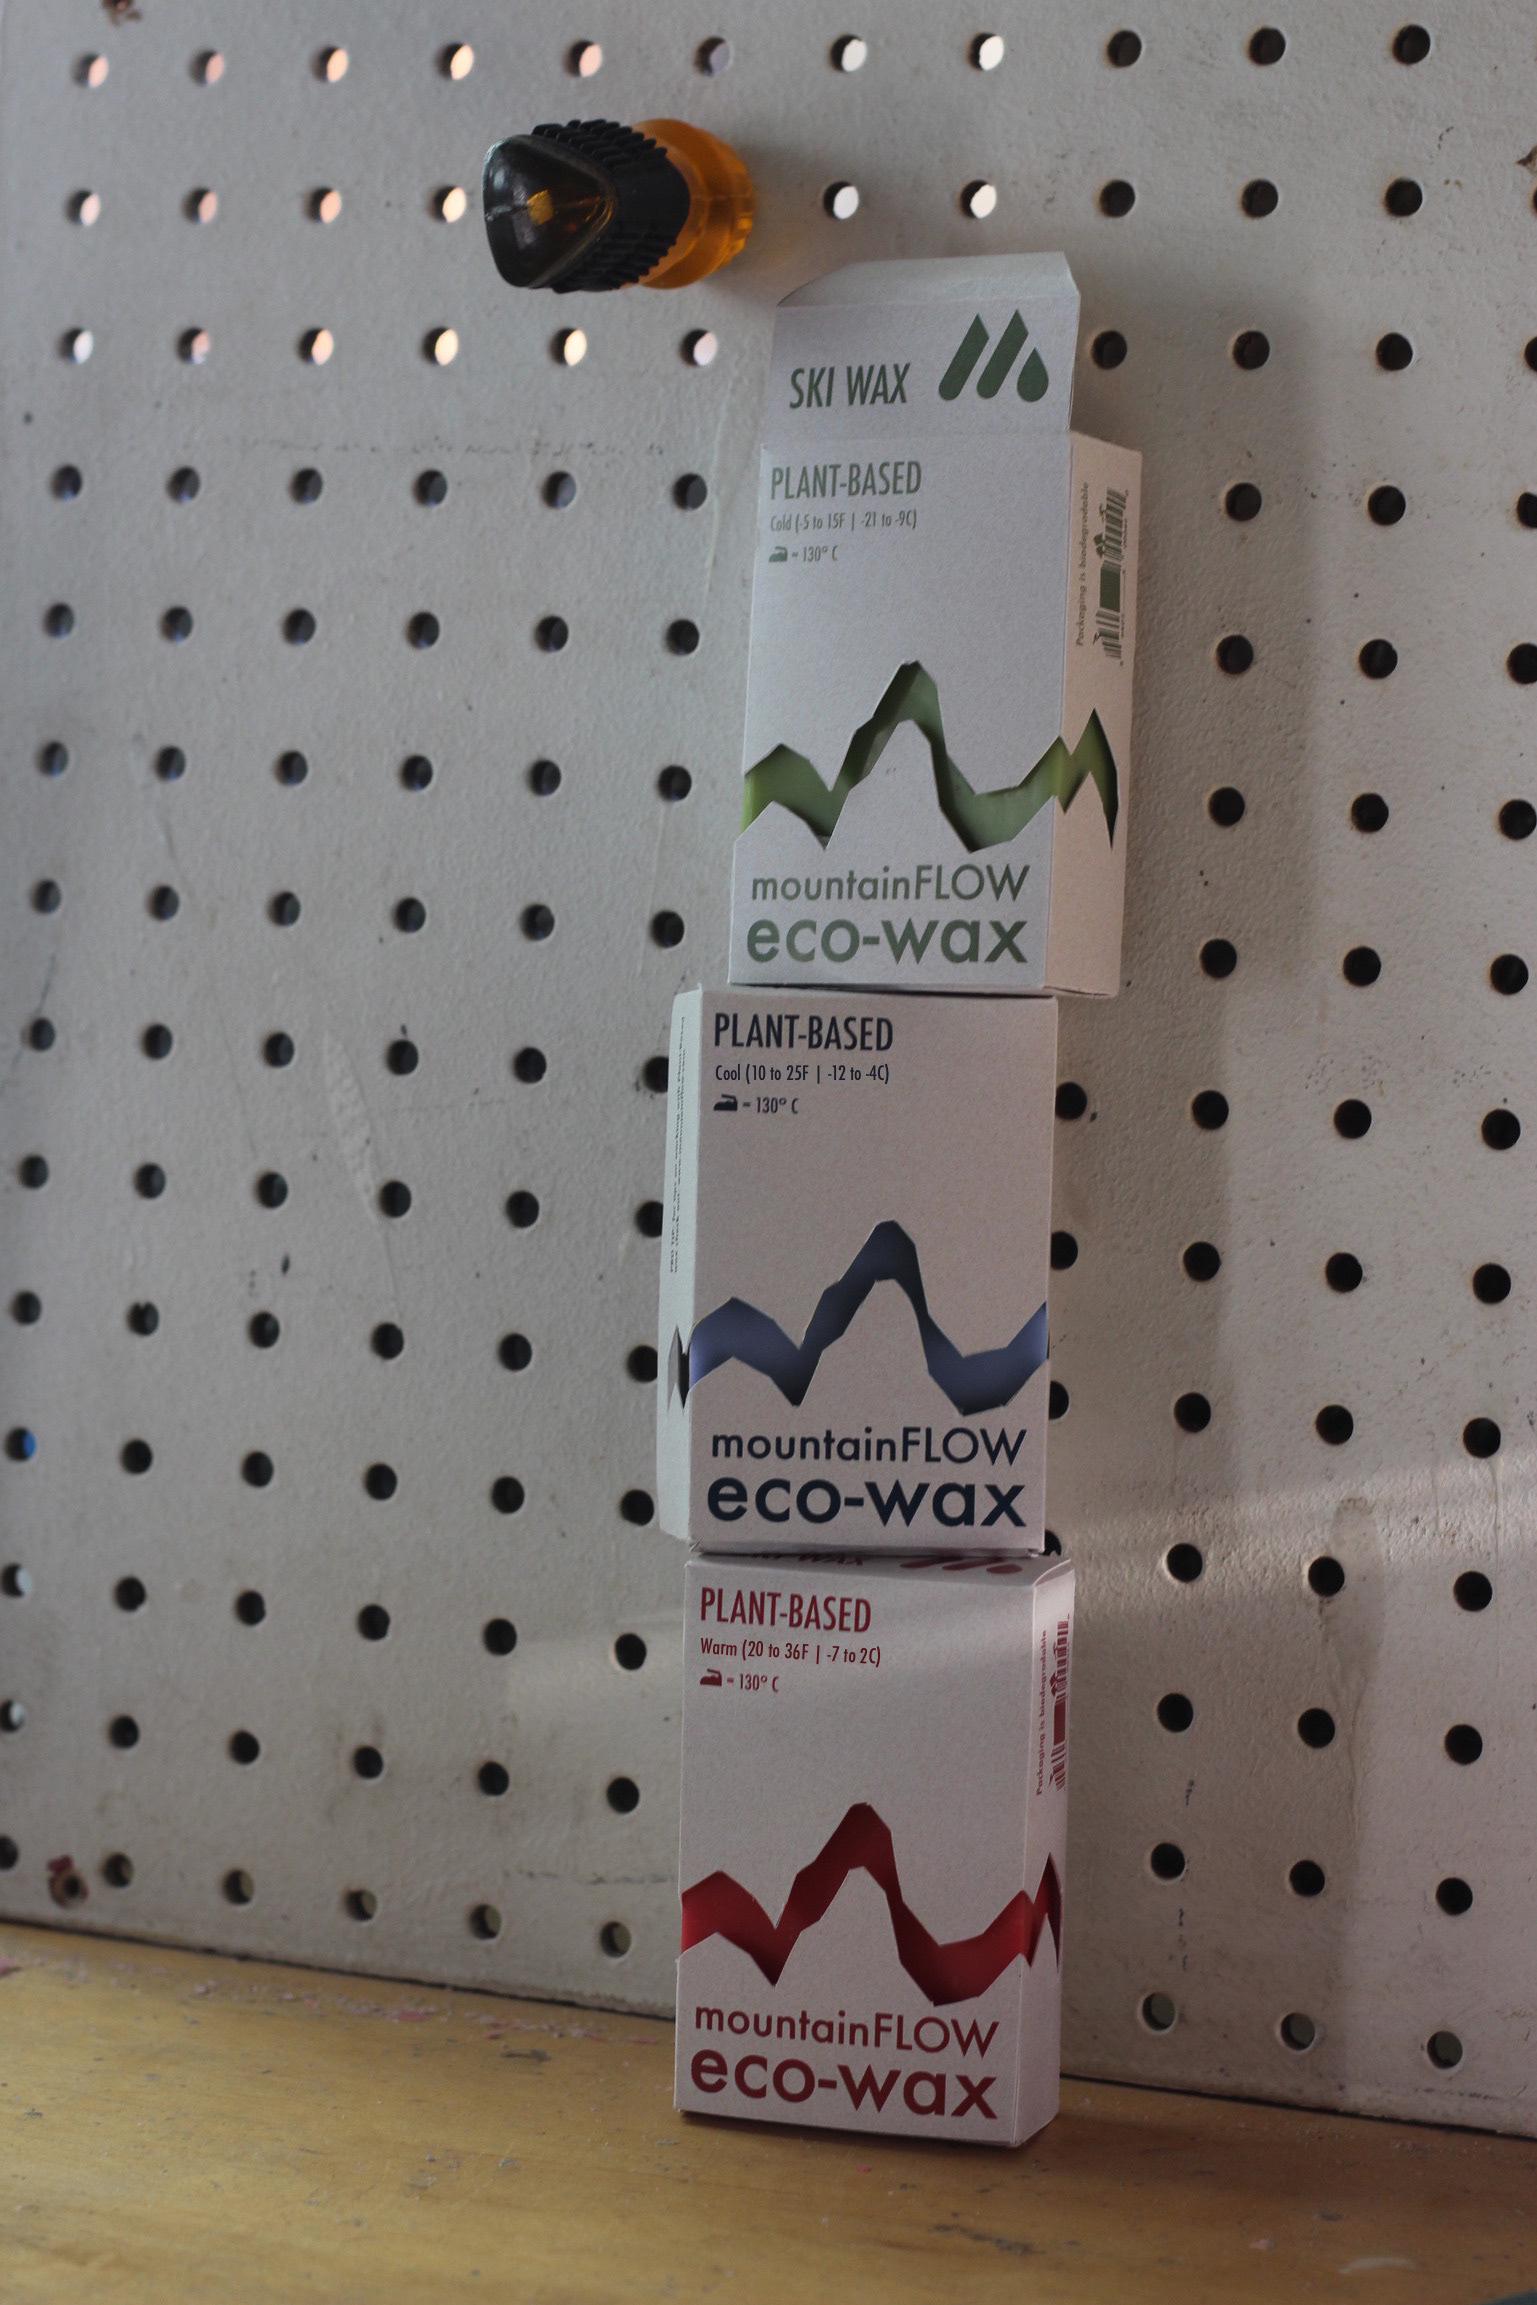 SKI WAX
PLANT-BASED
Cold (-5 to 15F | -21 to -9C)
= 130° C
Packaging is biodegradable
mountainFLOW
eco-wax
PLANT-BASED
Cool (10 to 25F | -12 to -4C)
= 130° C
mountainFLOW
eco-wax
PLANT-BASED
Warm (20 to 36F | -7 to 2C)
= 130° C
Packaging is biodegradable
mountainFLOW
eco-wax